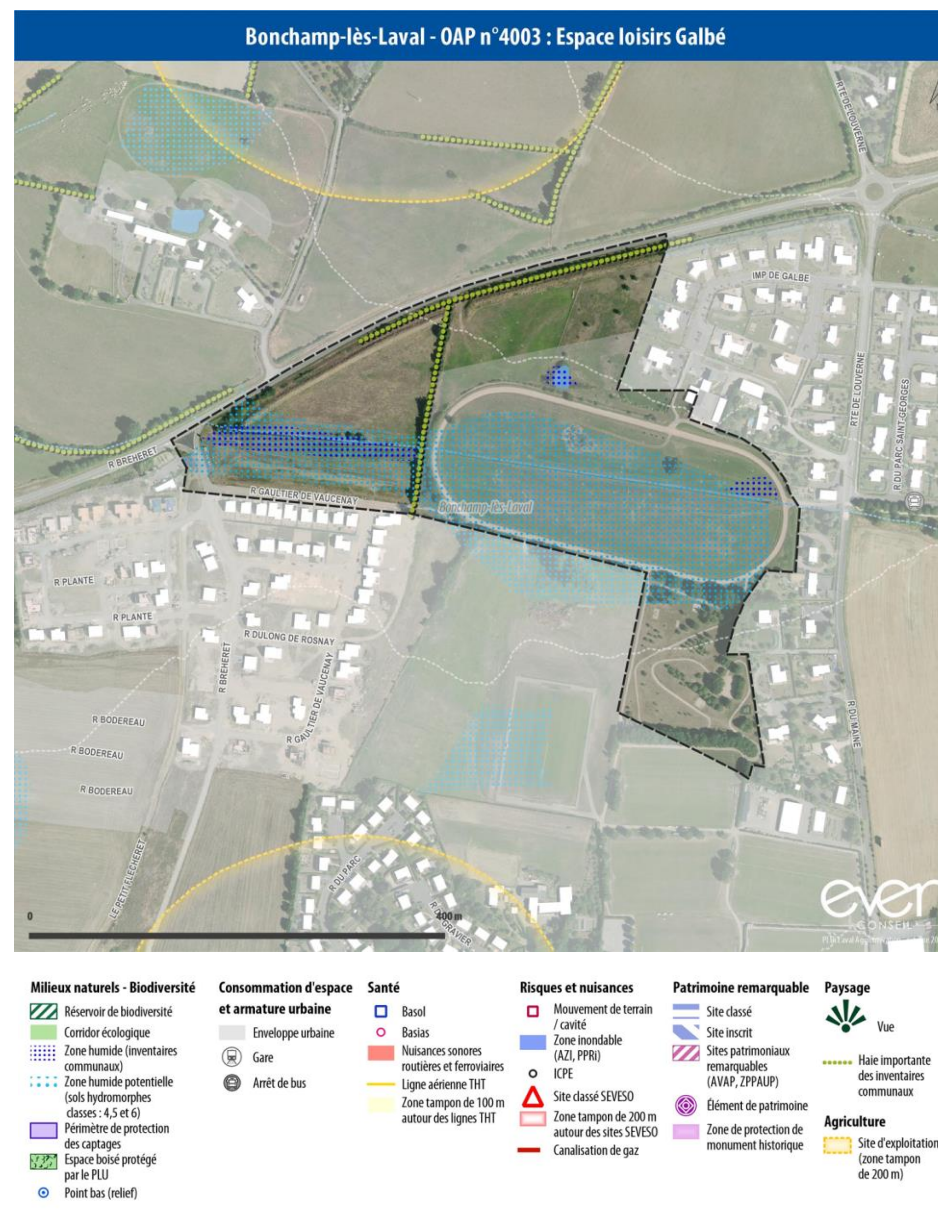 Bonchamp-lès-Laval - OAP n°4003 : Espace loisirs Galbé
RTE DE LOUVERNE
IMP DE GALBE
RTE DE LOUVERNE
R DU PARC SAINT-GEORGES
R BREHERET
R GAULTIER DE VAUCENAY
Bonchamp-lès-Laval
R PLANTE
R PLANTE
R DULONG DE ROSNAY
R BREHERET
R GAULTIER DE VAUCENAY
R BODEREAU
R BODEREAU
R BODEREAU
R DU MAINE
LE PETIT FLECHERET
R DU PARC
GRAVIER
0
400 m
even
CONSEIL
Milieux naturels - Biodiversité
Réservoir de biodiversité
Corridor écologique
Zone humide (inventaires
communaux)
Zone humide potentielle
(sols hydromorphes
classes : 4,5 et 6)
Périmètre de protection
des captages
Espace boisé protégé
par le PLU
Point bas (relief)
Consommation d'espace
et armature urbaine
Enveloppe urbaine
Gare
Arrêt de bus
Santé
Basol
Basias
Nuisances sonores
routières et ferroviaires
Ligne aérienne THT
Zone tampon de 100 m
autour des lignes THT
Risques et nuisances
Mouvement de terrain
/ cavité
Zone inondable
(AZI, PPRi)
ICPE
Site classé SEVESO
Zone tampon de 200 m
autour des sites SEVESO
Canalisation de gaz
Patrimoine remarquable
Site classé
Site inscrit
Sites patrimoniaux
remarquables
(AVAP, ZPPAUP)
Élément de patrimoine
Zone de protection de
monument historique
Paysage
Vue
Haie importante
des inventaires
communaux
Agriculture
Site d'exploitation
(zone tampon
de 200 m)